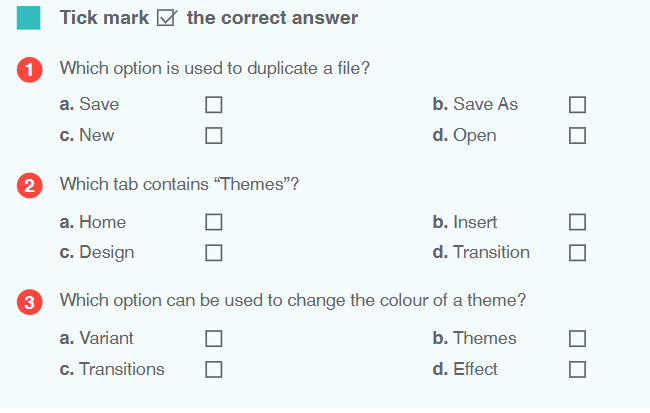 Tick mark ☑ the correct answer
1 Which option is used to duplicate a file?
a. Save ☐ b. Save As ☐
c. New ☐ d. Open ☐
2 Which tab contains “Themes”?
a. Home ☐ b. Insert ☐
c. Design ☐ d. Transition ☐
3 Which option can be used to change the colour of a theme?
a. Variant ☐ b. Themes ☐
c. Transitions ☐ d. Effect ☐